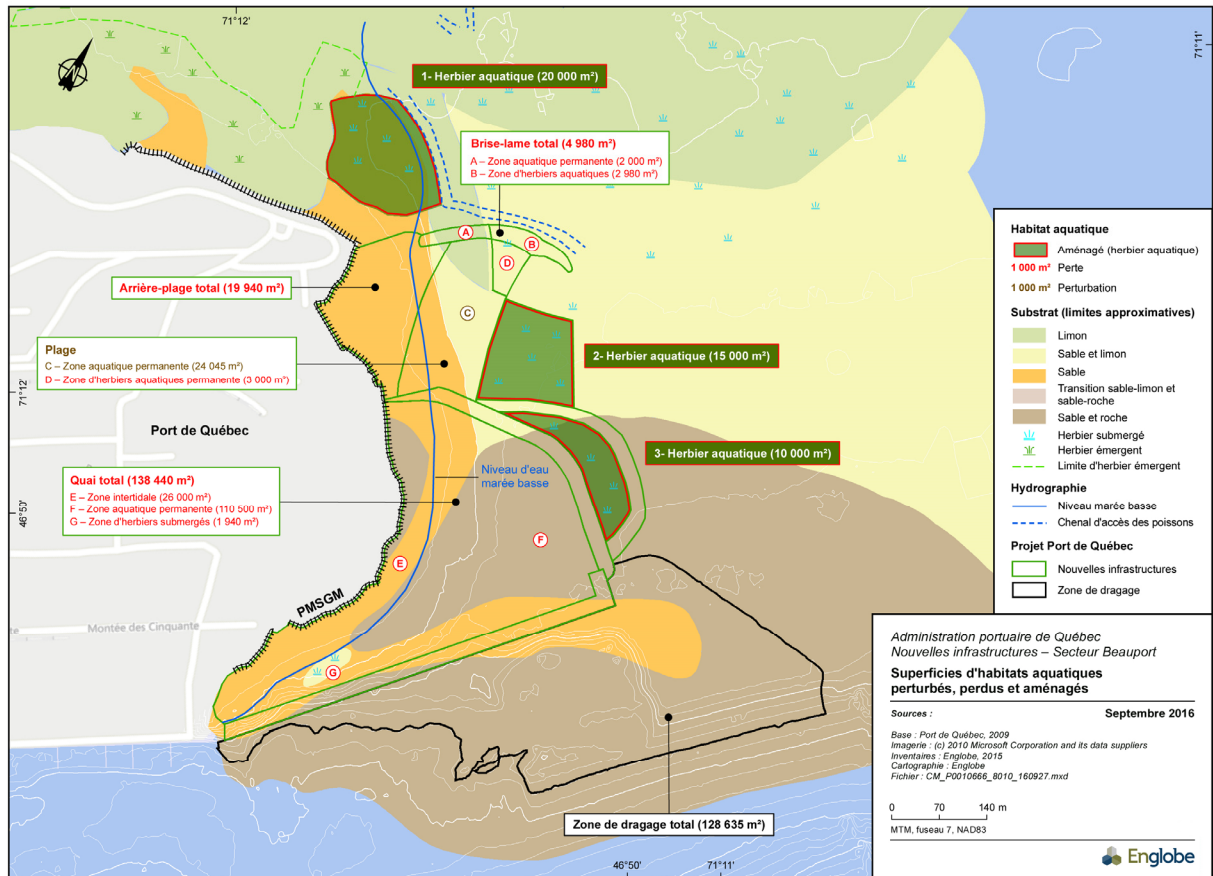 71°12'
71°11'
1- Herbier aquatique (20 000 m²)
Brise-lame total (4 980 m²)
A – Zone aquatique permanente (2 000 m²)
B – Zone d'herbiers aquatiques (2 980 m²)
A
B
D
Arrière-plage total (19 940 m²)
C
Plage
C – Zone aquatique permanente (24 045 m²)
D – Zone d'herbiers aquatiques permanente (3 000 m²)
2- Herbier aquatique (15 000 m²)
71°12'
Port de Québec
3- Herbier aquatique (10 000 m²)
Quai total (138 440 m²)
E – Zone intertidale (26 000 m²)
F – Zone aquatique permanente (110 500 m²)
G – Zone d'herbiers submergés (1 940 m²)
Niveau d'eau
marée basse
46°50'
F
E
PMSGM
Montée des Cinquante
G
Zone de dragage total (128 635 m²)
46°50'
71°11'
Habitat aquatique
Aménagé (herbier aquatique)
1 000 m² Perte
1 000 m² Perturbation
Substrat (limites approximatives)
Limon
Sable et limon
Sable
Transition sable-limon et
sable-roche
Sable et roche
Herbier submergé
Herbier émergent
Limite d'herbier émergent
Hydrographie
Niveau marée basse
Chenal d'accès des poissons
Projet Port de Québec
Nouvelles infrastructures
Zone de dragage
Administration portuaire de Québec
Nouvelles infrastructures – Secteur Beauport
Superficies d'habitats aquatiques
perturbés, perdus et aménagés
Sources : Septembre 2016
Base : Port de Québec, 2009
Imagerie : (c) 2010 Microsoft Corporation and its data suppliers
Inventaires : Englobe, 2015
Cartographie : Englobe
Fichier : CM_P0010666_8010_160927.mxd
0 70 140 m
MTM, fuseau 7, NAD83
Englobe